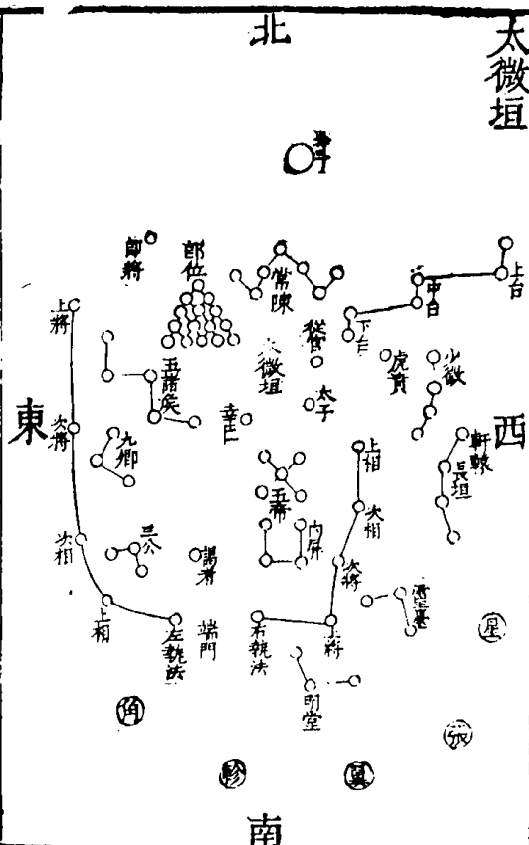 太微垣
北
上台
中台
下台
常陳
郎位
郎將
上將
五諸侯
太微垣
從官
太子
幸臣
虎賁
少微
西
軒轅
長垣
東
次將
九卿
上相
次相
五帝
內屏
次將
三公
謁者
次相
上相
左執法
端門
右執法
上將
靈臺
明堂
星
張
角
軫
翼
南